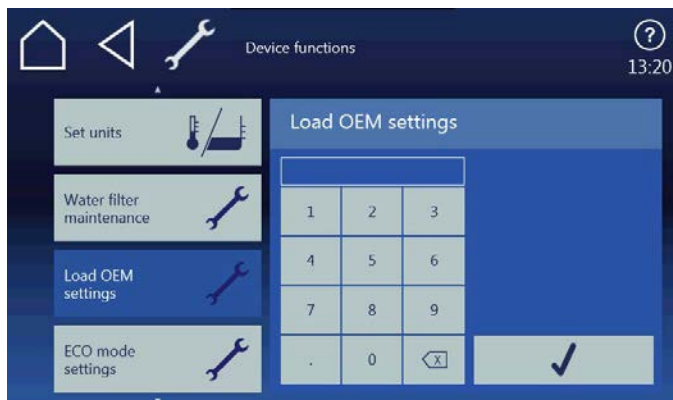 Device functions
?
13:20
Set units
Load OEM settings
Water filter
maintenance
1 2 3
Load OEM
settings
4 5 6
7 8 9
ECO mode
settings
. 0 X